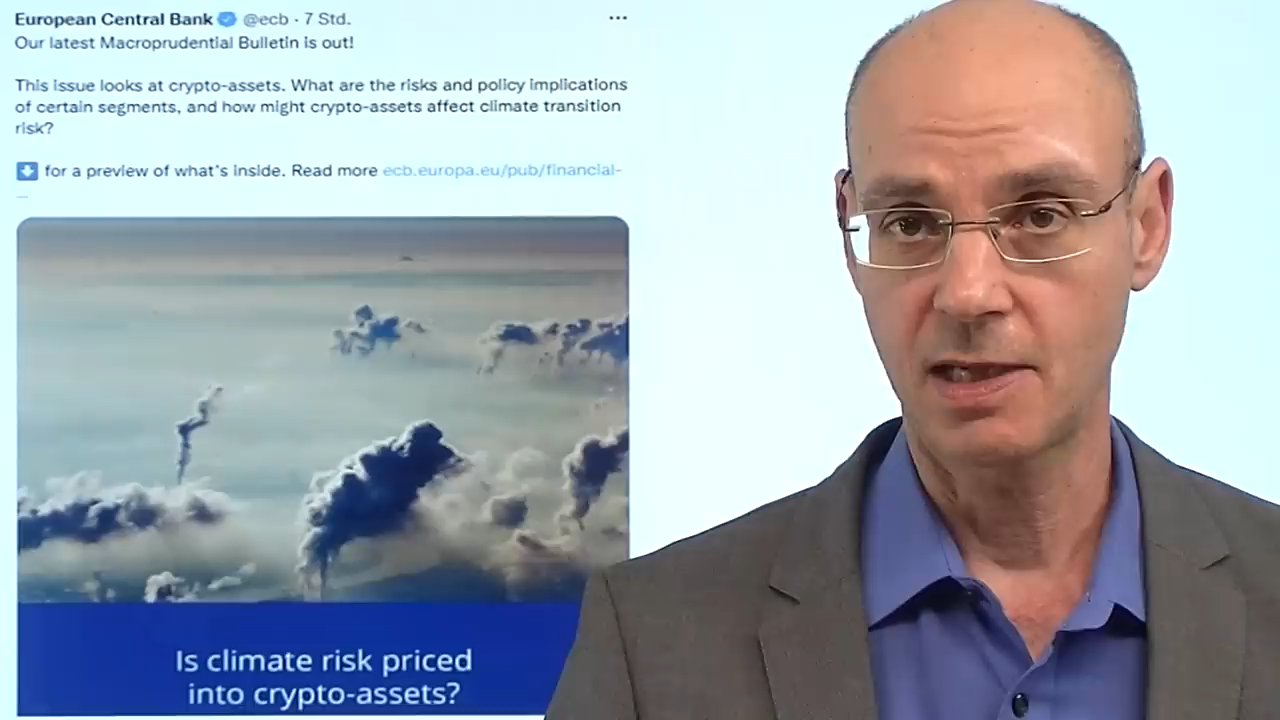 European Central Bank @ecb · 7 Std.
Our latest Macroprudential Bulletin is out!
This issue looks at crypto-assets. What are the risks and policy implications
of certain segments, and how might crypto-assets affect climate transition
risk?
for a preview of what's inside. Read more ecb.europa.eu/pub/financial-
...
Is climate risk priced
into crypto-assets?